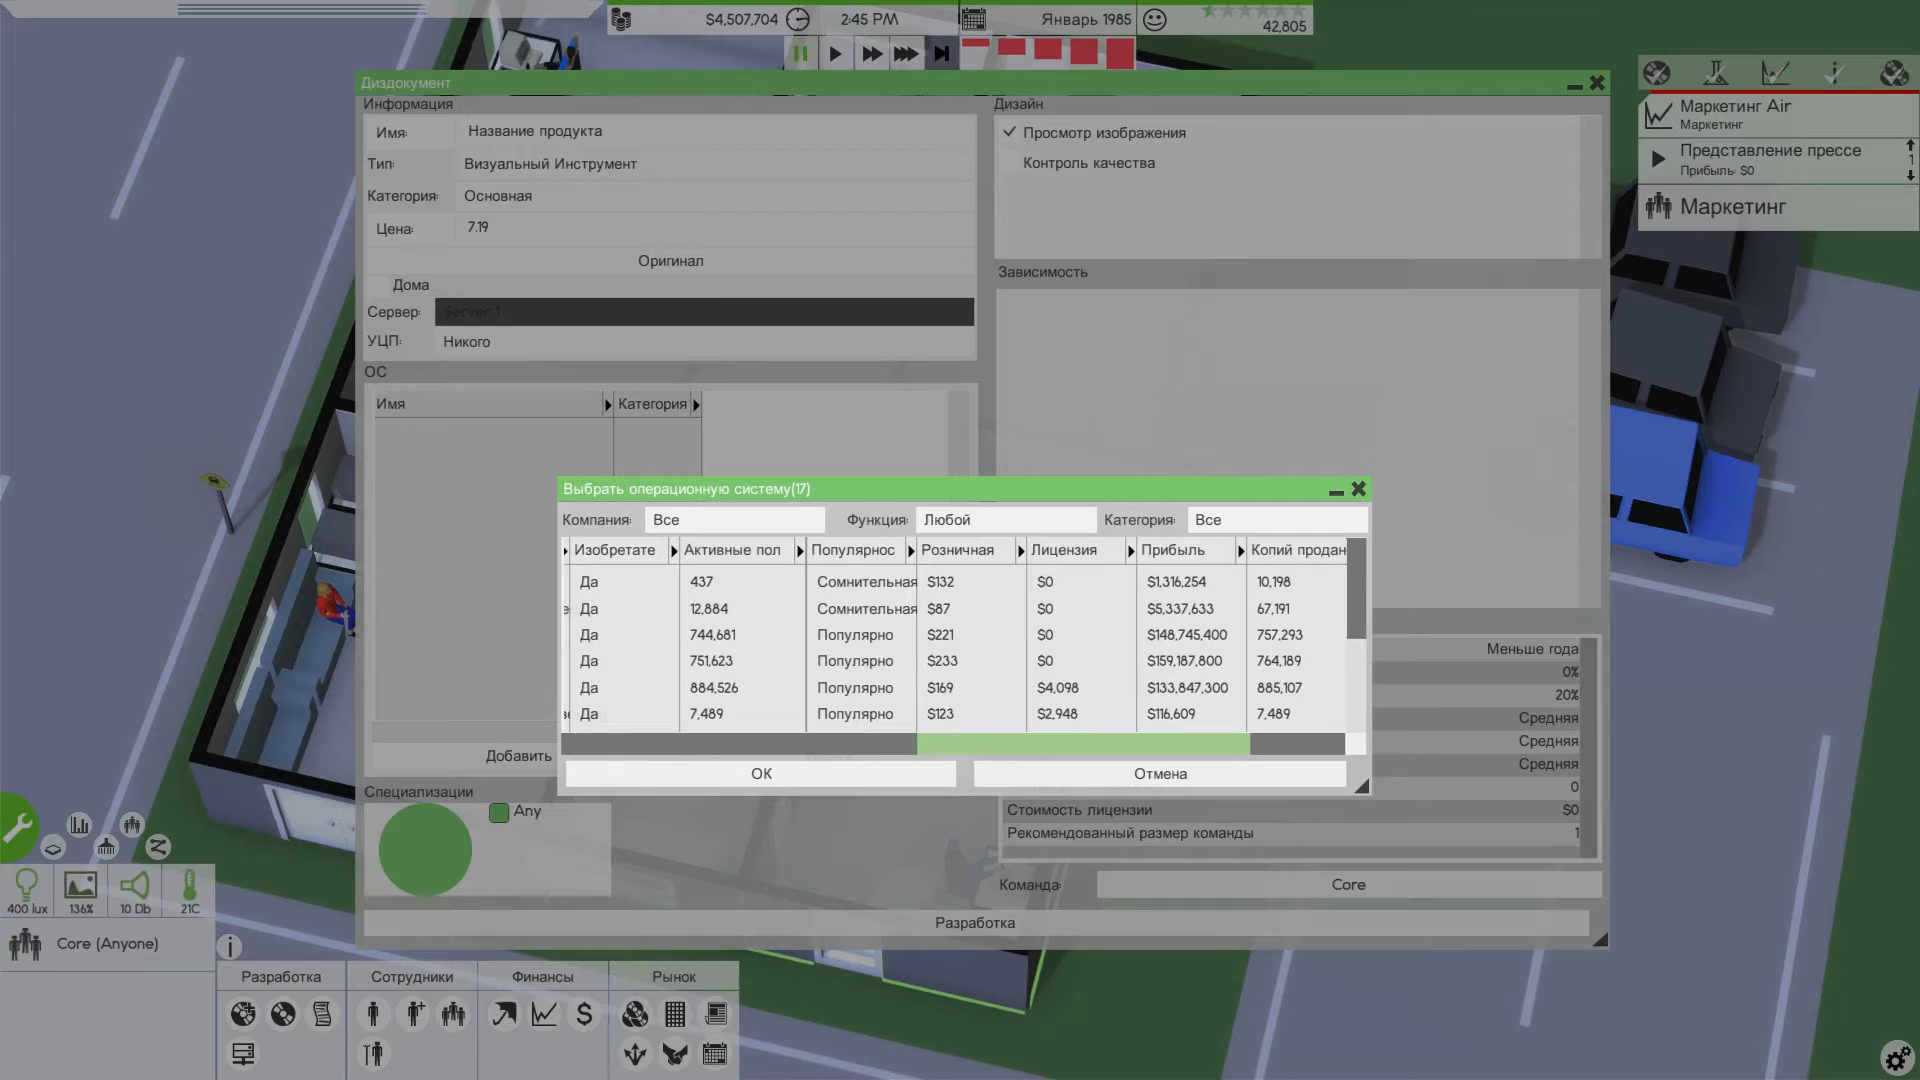 $4,507,704
2:45 PM
Январь 1985
42,805
Диздокумент
Информация
Имя: Название продукта
Тип: Визуальный Инструмент
Категория: Основная
Цена: 7.19
Оригинал
Дома
Сервер: Server 1
УЦП: Никого
ОС
Имя Категория
Добавить
Специализации
Any
Дизайн
Просмотр изображения
Контроль качества
Зависимость
Меньше года
0%
20%
Средняя
Средняя
Средняя
0
Стоимость лицензии $0
Рекомендованный размер команды 1
Команда: Core
Разработка
Выбрать операционную систему(17)
Компания: Все Функция: Любой Категория: Все
Изобретате Активные пол Популярнос Розничная Лицензия Прибыль Копий продан
Да 437 Сомнительная $132 $0 $1,316,254 10,198
Да 12,884 Сомнительная $87 $0 $5,337,633 67,191
Да 744,681 Популярно $221 $0 $148,745,400 757,293
Да 751,623 Популярно $233 $0 $159,187,800 764,189
Да 884,526 Популярно $169 $4,098 $133,847,300 885,107
Да 7,489 Популярно $123 $2,948 $116,609 7,489
ОК Отмена
Маркетинг Air
Маркетинг
Представление прессе
Прибыль: $0
1
Маркетинг
400 lux 136% 10 Db 21C
Core (Anyone)
Разработка Сотрудники Финансы Рынок